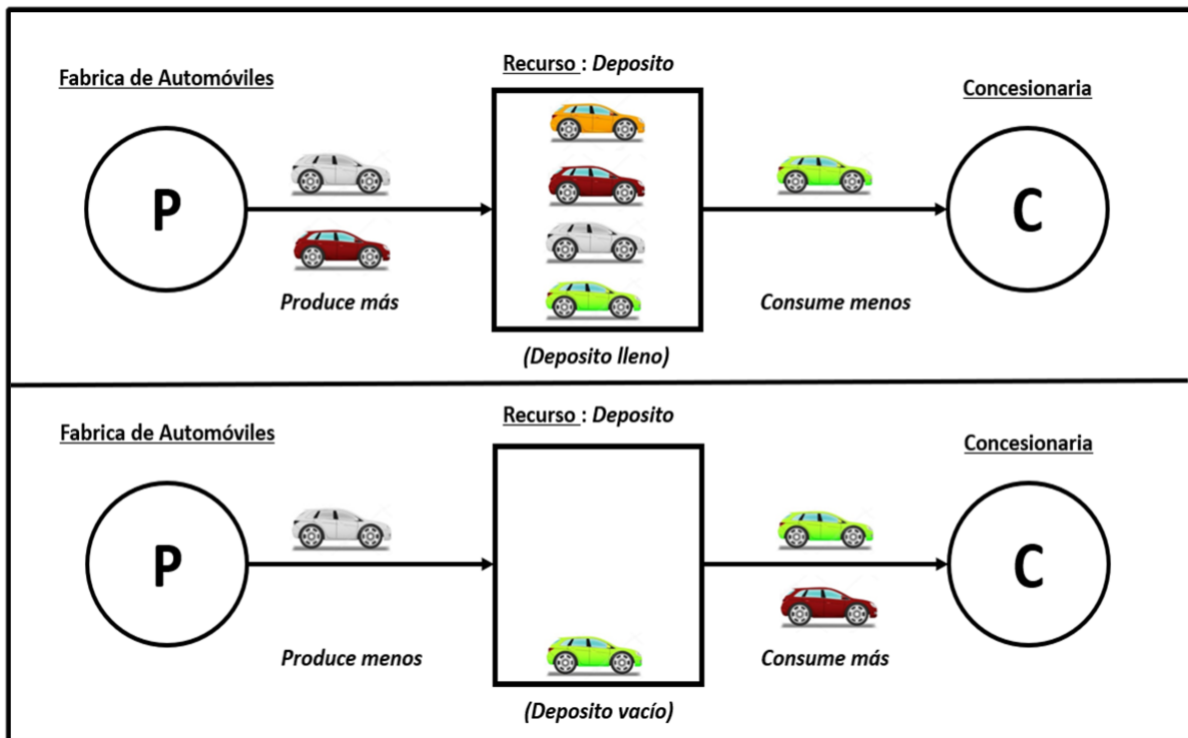 Fabrica de Automóviles
Recurso : Deposito
Concesionaria
P
C
Produce más
Consume menos
(Deposito lleno)
Fabrica de Automóviles
Recurso : Deposito
Concesionaria
P
C
Produce menos
Consume más
(Deposito vacío)